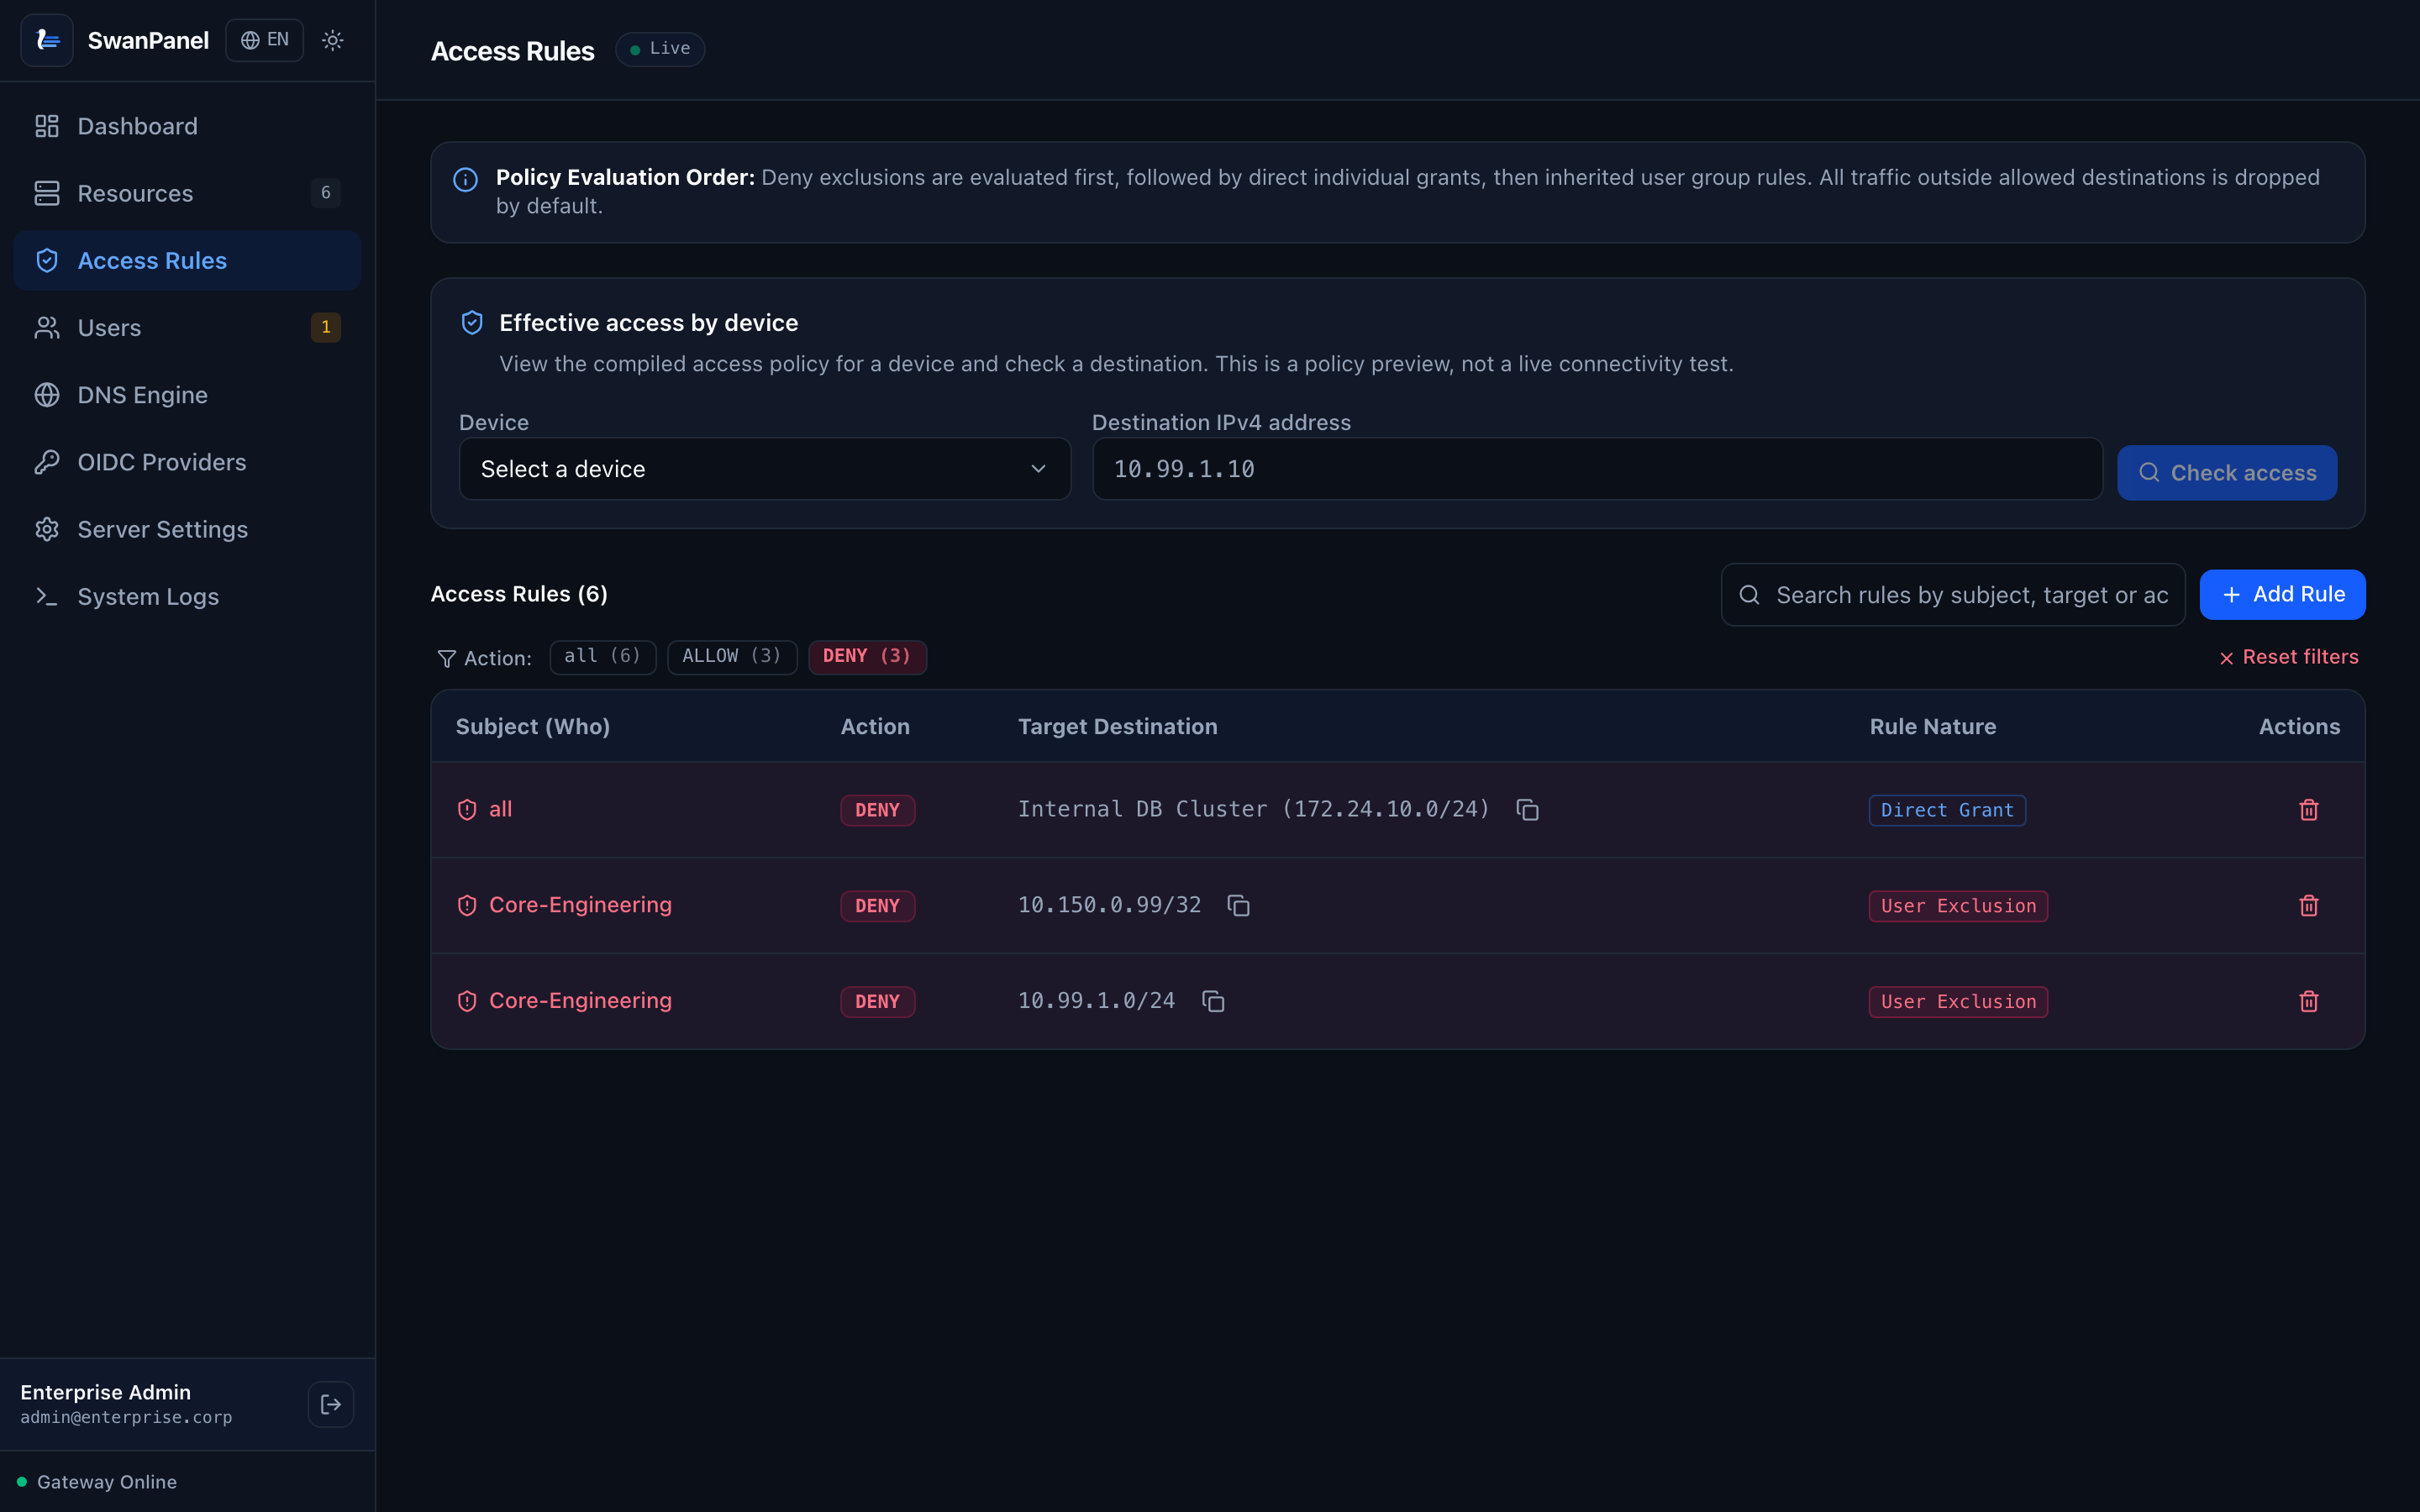 SwanPanel
EN
Dashboard
Resources
6
Access Rules
Users
1
DNS Engine
OIDC Providers
Server Settings
System Logs
Enterprise Admin
admin@enterprise.corp
Gateway Online
Access Rules
Live
Policy Evaluation Order: Deny exclusions are evaluated first, followed by direct individual grants, then inherited user group rules. All traffic outside allowed destinations is dropped
by default.
Effective access by device
View the compiled access policy for a device and check a destination. This is a policy preview, not a live connectivity test.
Device
Destination IPv4 address
Select a device
10.99.1.10
Check access
Access Rules (6)
Search rules by subject, target or ac
Add Rule
Action:
all (6)
ALLOW (3)
DENY (3)
Reset filters
Subject (Who)
Action
Target Destination
Rule Nature
Actions
all
DENY
Internal DB Cluster (172.24.10.0/24)
Direct Grant
Core-Engineering
DENY
10.150.0.99/32
User Exclusion
Core-Engineering
DENY
10.99.1.0/24
User Exclusion